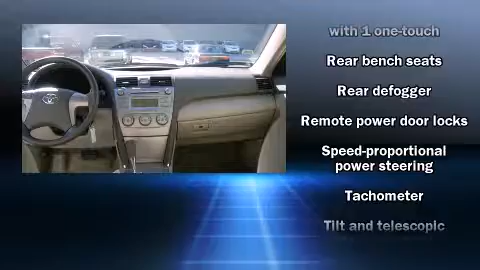 with 1 one-touch
Rear bench seats
Rear defogger
Remote power door locks
Speed-proportional
power steering
Tachometer
Tilt and telescopic